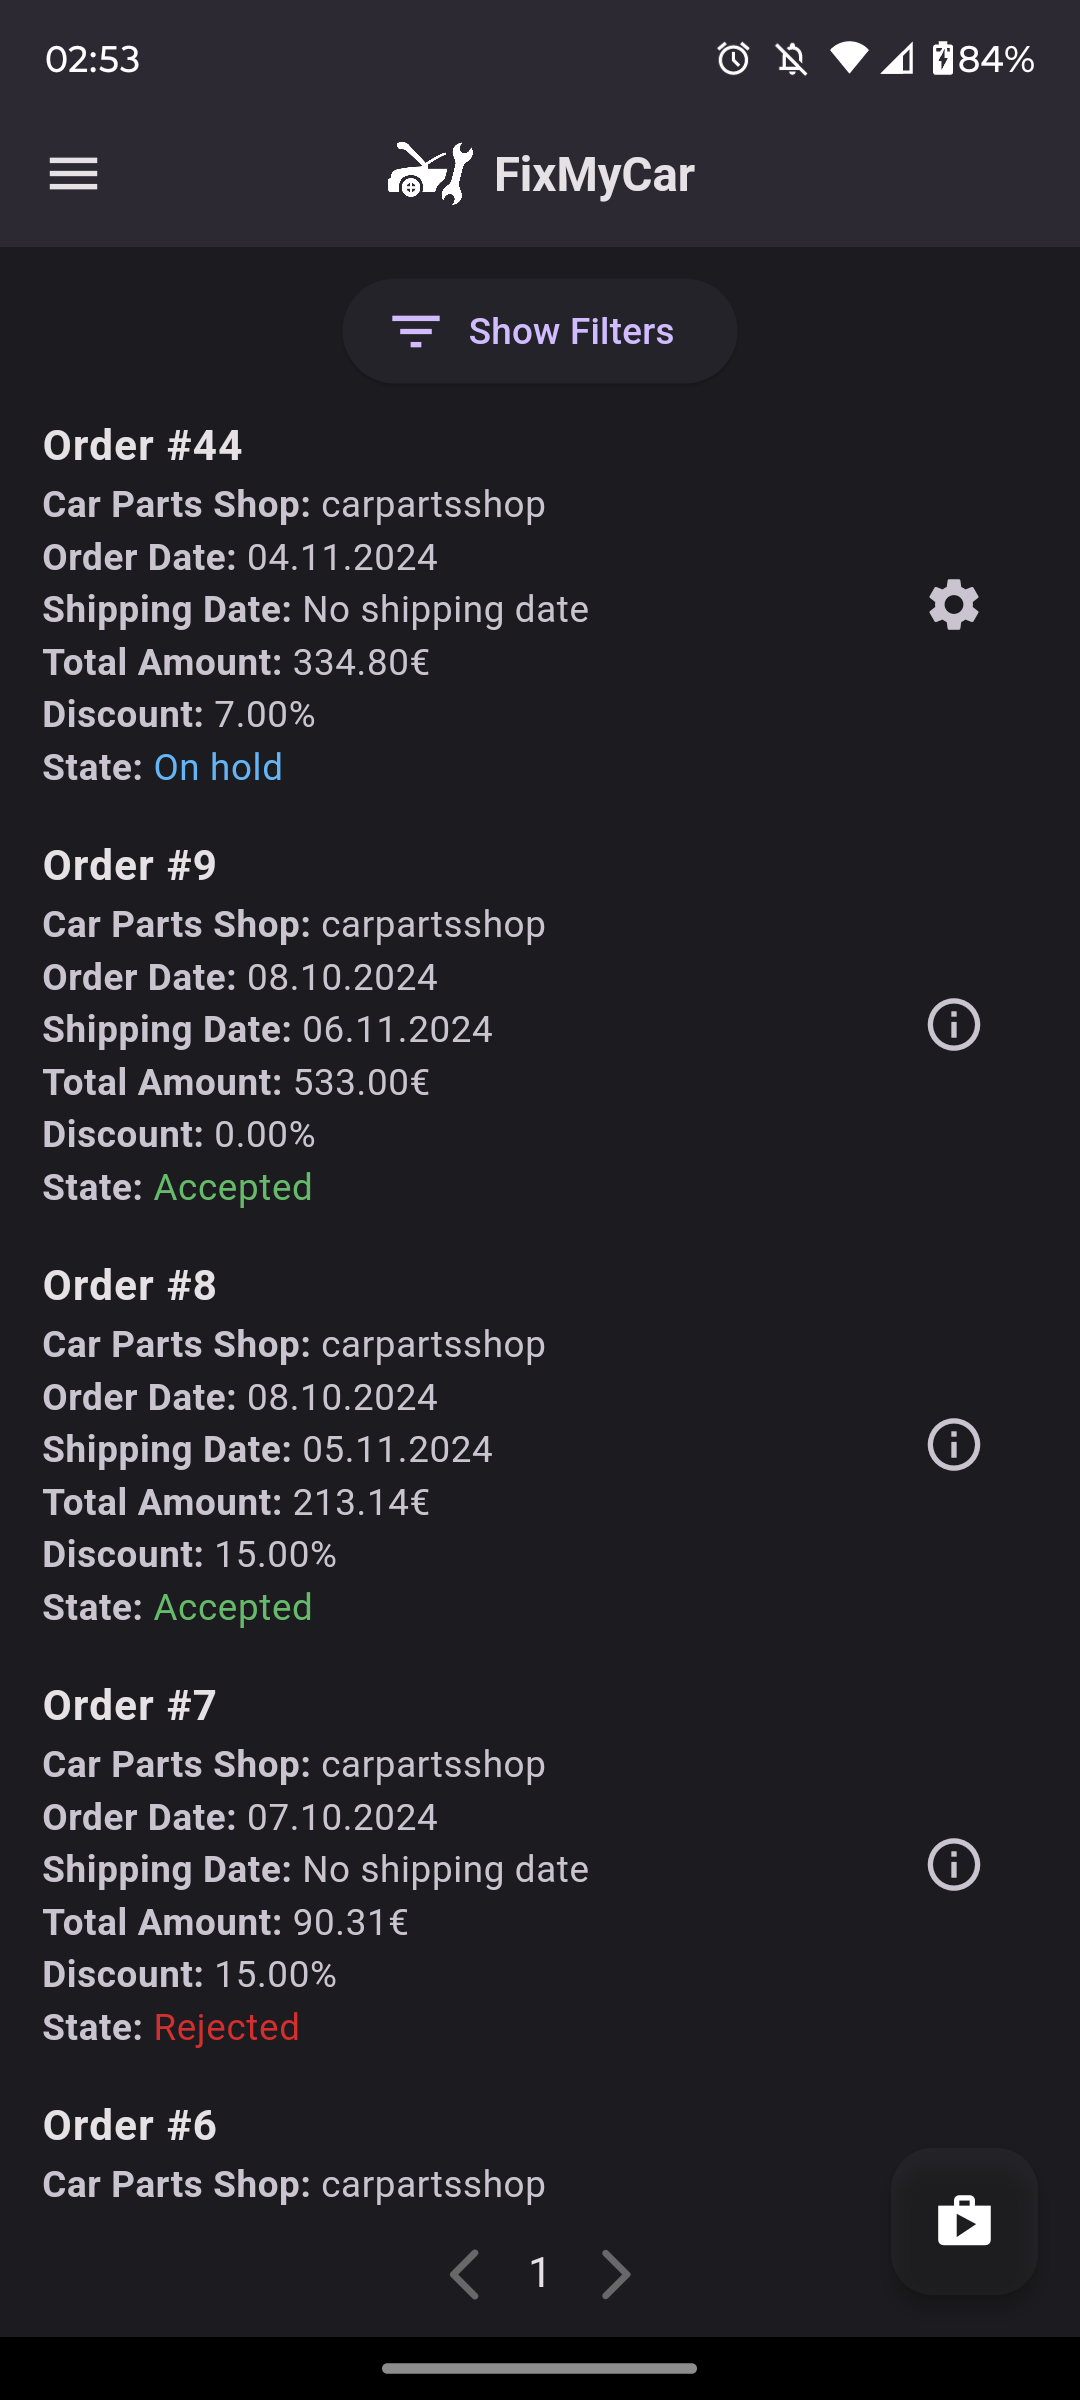 02:53
84%
FixMyCar
Show Filters
Order #44
Car Parts Shop: carpartsshop
Order Date: 04.11.2024
Shipping Date: No shipping date
Total Amount: 334.80€
Discount: 7.00%
State: On hold
Order #9
Car Parts Shop: carpartsshop
Order Date: 08.10.2024
Shipping Date: 06.11.2024
Total Amount: 533.00€
Discount: 0.00%
State: Accepted
Order #8
Car Parts Shop: carpartsshop
Order Date: 08.10.2024
Shipping Date: 05.11.2024
Total Amount: 213.14€
Discount: 15.00%
State: Accepted
Order #7
Car Parts Shop: carpartsshop
Order Date: 07.10.2024
Shipping Date: No shipping date
Total Amount: 90.31€
Discount: 15.00%
State: Rejected
Order #6
Car Parts Shop: carpartsshop
1